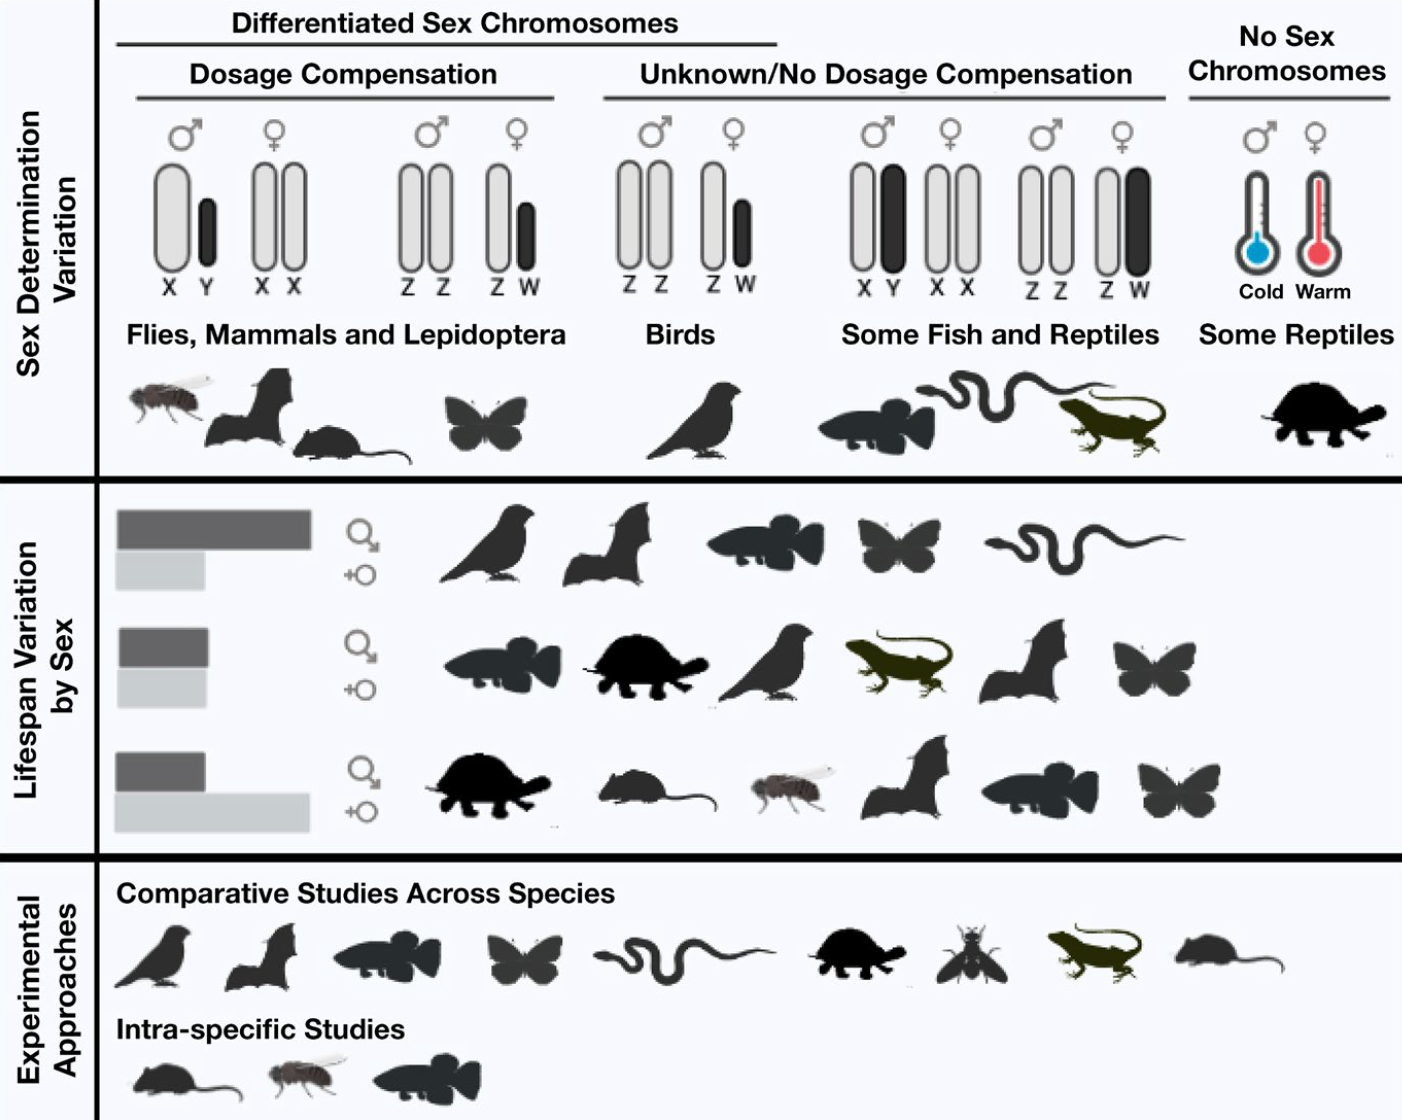 Differentiated Sex Chromosomes
No Sex
Chromosomes
Dosage Compensation
Unknown/No Dosage Compensation
Sex Determination
Variation
X Y X X Z Z Z W Z Z Z W X Y X X Z Z Z W
Cold Warm
Flies, Mammals and Lepidoptera
Birds
Some Fish and Reptiles
Some Reptiles
Lifespan Variation
by Sex
Experimental
Approaches
Comparative Studies Across Species
Intra-specific Studies